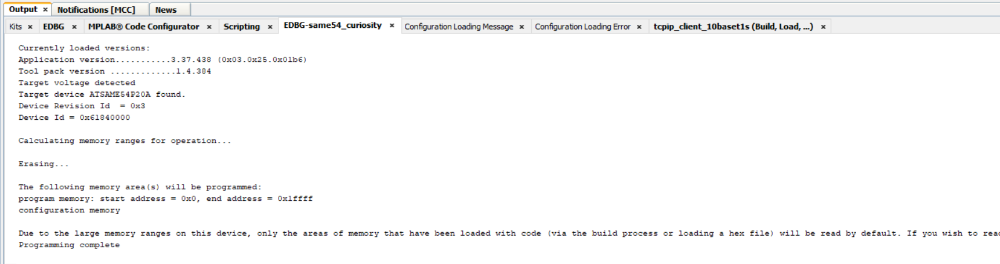 Output × Notifications [MCC] News
Kits × EDBG × MPLAB® Code Configurator × Scripting × EDBG-same54_curiosity × Configuration Loading Message × Configuration Loading Error × tcpip_client_10baset1s (Build, Load, ...) ×
Currently loaded versions:
Application version...........3.37.438 (0x03.0x25.0x01b6)
Tool pack version .............1.4.384
Target voltage detected
Target device ATSAME54P20A found.
Device Revision Id = 0x3
Device Id = 0x61840000
Calculating memory ranges for operation...
Erasing...
The following memory area(s) will be programmed:
program memory: start address = 0x0, end address = 0x1ffff
configuration memory
Due to the large memory ranges on this device, only the areas of memory that have been loaded with code (via the build process or loading a hex file) will be read by default. If you wish to read
Programming complete